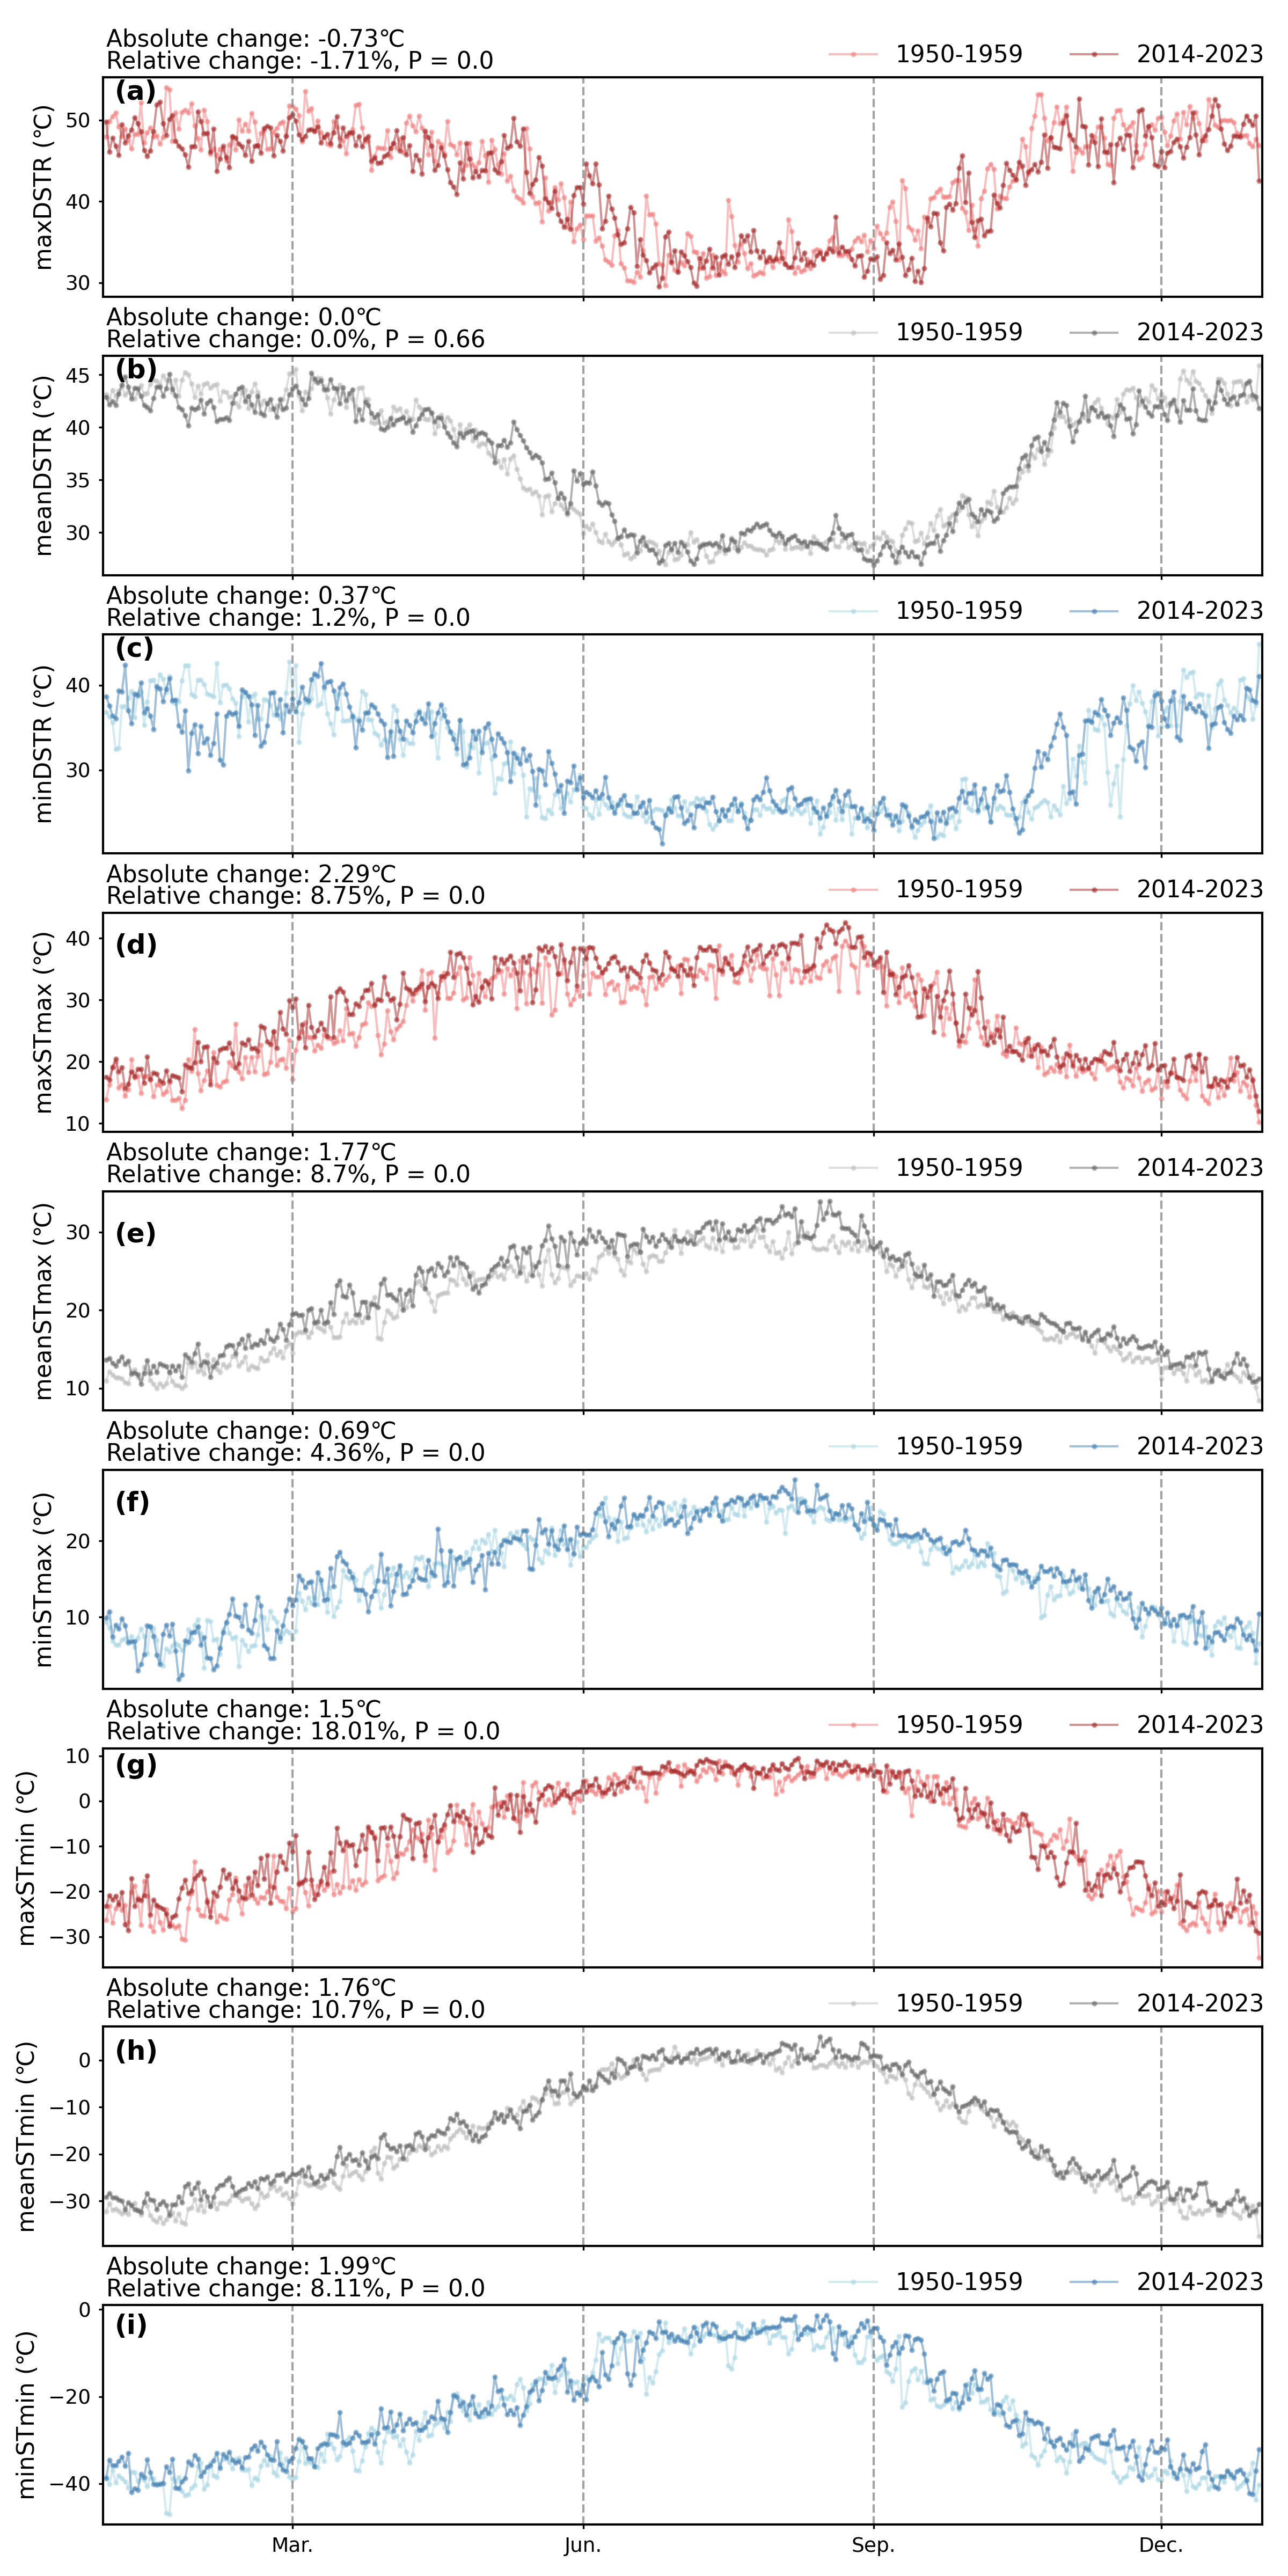 Absolute change: -0.73℃
Relative change: -1.71%, P = 0.0
1950-1959 2014-2023
(a)
maxDSTR (℃)
50
40
30
Absolute change: 0.0℃
Relative change: 0.0%, P = 0.66
1950-1959 2014-2023
(b)
meanDSTR (℃)
45
40
35
30
Absolute change: 0.37℃
Relative change: 1.2%, P = 0.0
1950-1959 2014-2023
(c)
minDSTR (℃)
40
30
Absolute change: 2.29℃
Relative change: 8.75%, P = 0.0
1950-1959 2014-2023
(d)
maxSTmax (℃)
40
30
20
10
Absolute change: 1.77℃
Relative change: 8.7%, P = 0.0
1950-1959 2014-2023
(e)
meanSTmax (℃)
30
20
10
Absolute change: 0.69℃
Relative change: 4.36%, P = 0.0
1950-1959 2014-2023
(f)
minSTmax (℃)
20
10
Absolute change: 1.5℃
Relative change: 18.01%, P = 0.0
1950-1959 2014-2023
(g)
maxSTmin (℃)
10
0
−10
−20
−30
Absolute change: 1.76℃
Relative change: 10.7%, P = 0.0
1950-1959 2014-2023
(h)
meanSTmin (℃)
0
−10
−20
−30
Absolute change: 1.99℃
Relative change: 8.11%, P = 0.0
1950-1959 2014-2023
(i)
minSTmin (℃)
0
−20
−40
Mar. Jun. Sep. Dec.